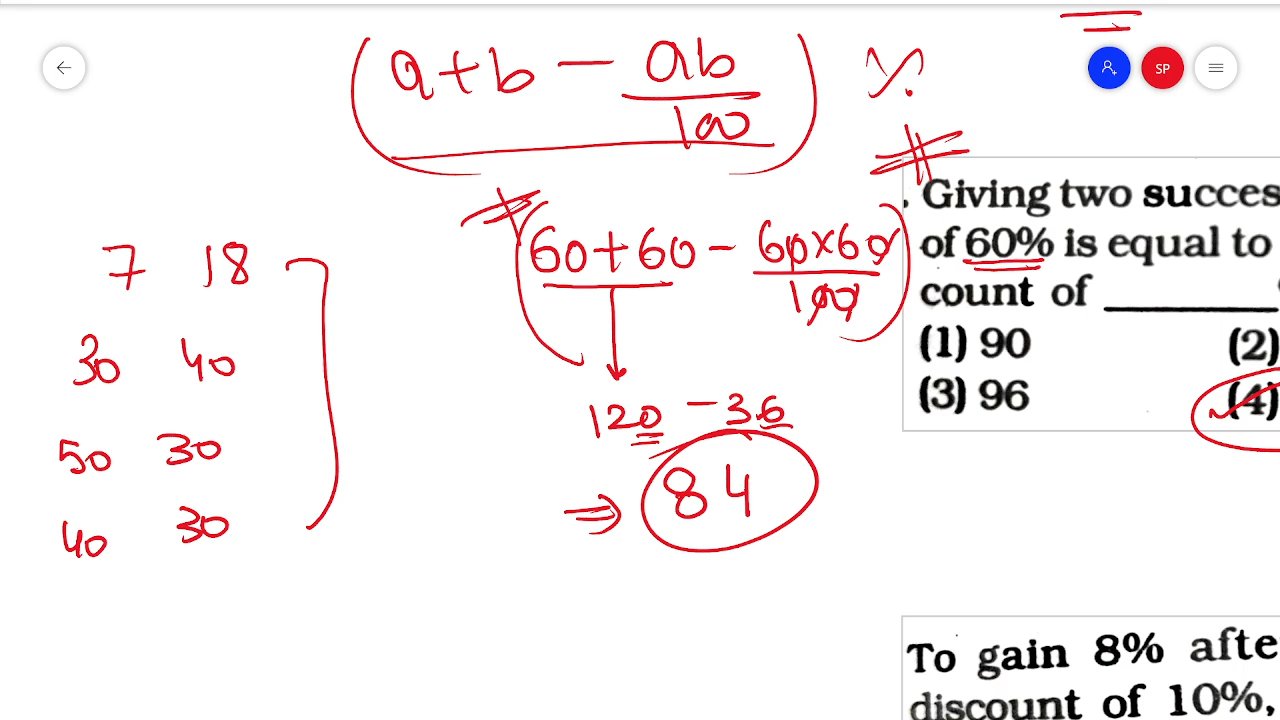 (a+b - ab/100) %
SP
(60+60 - 60×60/100)
120 - 36
⇒ 84
7 18
30 40
50 30
40 30
. Giving two succes
of 60% is equal to
count of ________
(1) 90 (2)
(3) 96 (4)
To gain 8% afte
discount of 10%,